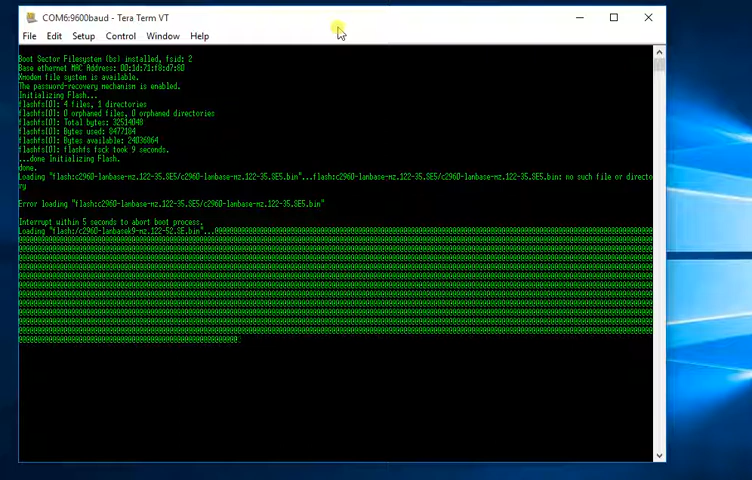 COM6:9600baud - Tera Term VT
File Edit Setup Control Window Help
Boot Sector Filesystem (bs) installed, fsid: 2
Base ethernet MAC Address: 00:1d:71:f8:d7:80
Xmodem file system is available.
The password-recovery mechanism is enabled.
Initializing Flash...
flashfs[0]: 4 files, 1 directories
flashfs[0]: 0 orphaned files, 0 orphaned directories
flashfs[0]: Total bytes: 32514048
flashfs[0]: Bytes used: 8477184
flashfs[0]: Bytes available: 24036864
flashfs[0]: flashfs fsck took 9 seconds.
...done Initializing Flash.
done.
Loading "flash:c2960-lanbase-mz.122-35.SE5/c2960-lanbase-mz.122-35.SE5.bin"...flash:c2960-lanbase-mz.122-35.SE5/c2960-lanbase-mz.122-35.SE5.bin: no such file or directo
ry
Error loading "flash:c2960-lanbase-mz.122-35.SE5/c2960-lanbase-mz.122-35.SE5.bin"
Interrupt within 5 seconds to abort boot process.
Loading "flash:/c2960-lanbasek9-mz.122-52.SE.bin"...